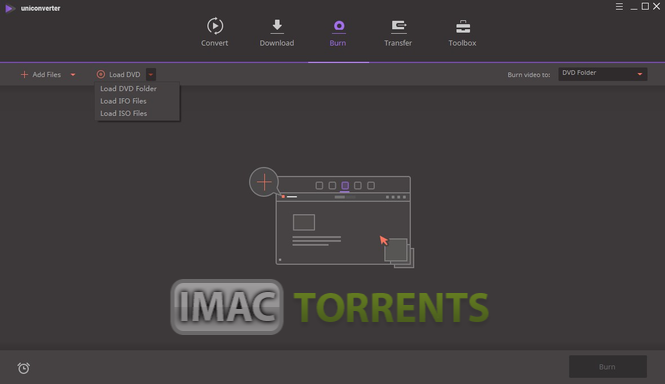 uniconverter
Convert
Download
Burn
Transfer
Toolbox
Add Files
Load DVD
Burn video to:
DVD Folder
Load DVD Folder
Load IFO Files
Load ISO Files
IMAC TORRENTS
Burn